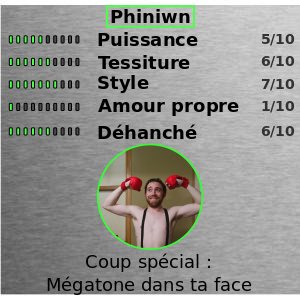 Phiniwn
Puissance 5/10
Tessiture 6/10
Style 7/10
Amour propre 1/10
Déhanché 6/10
Coup spécial :
Mégatone dans ta face